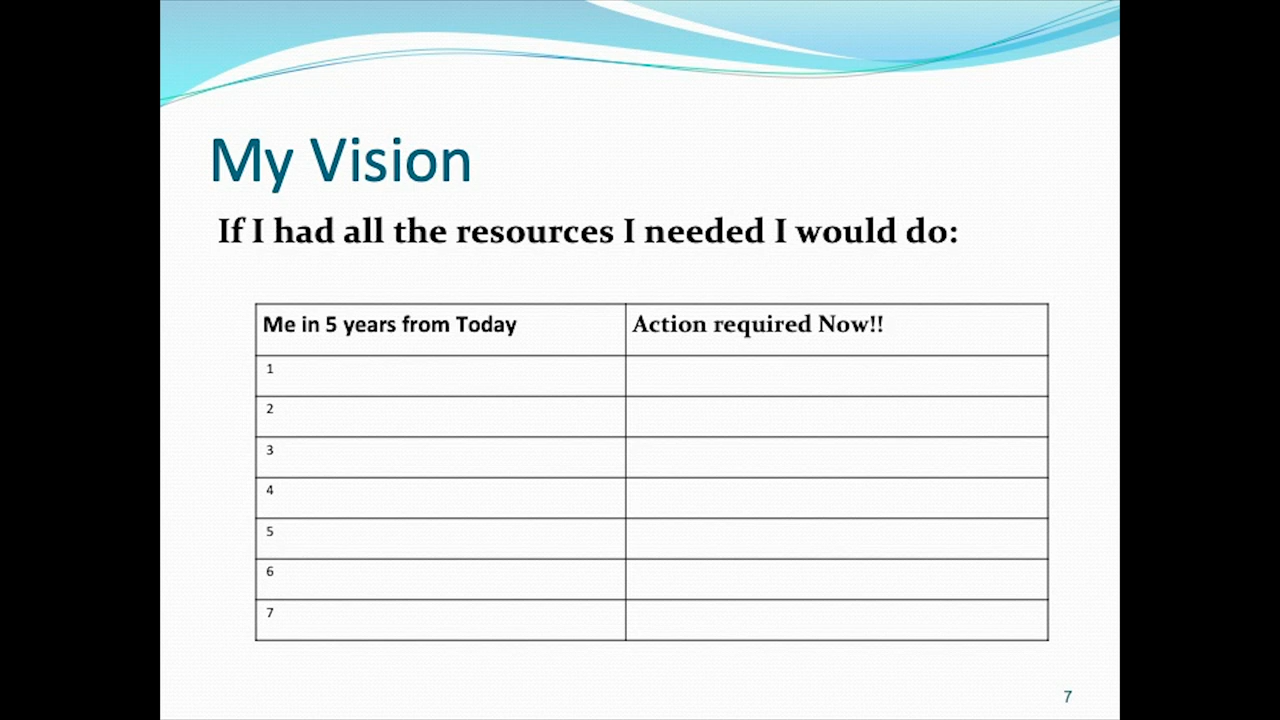 My Vision
If I had all the resources I needed I would do:
Me in 5 years from Today Action required Now!!
1
2
3
4
5
6
7
7